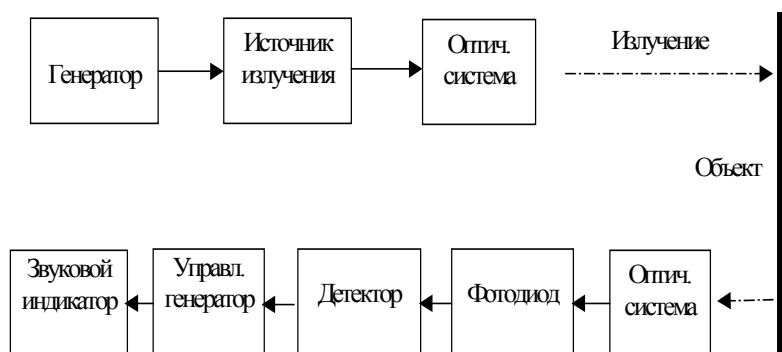 Генератор
Источник
излучения
Оптич.
система
Излучение
Объект
Звуковой
индикатор
Управл.
генератор
Детектор
Фотодиод
Оптич.
система